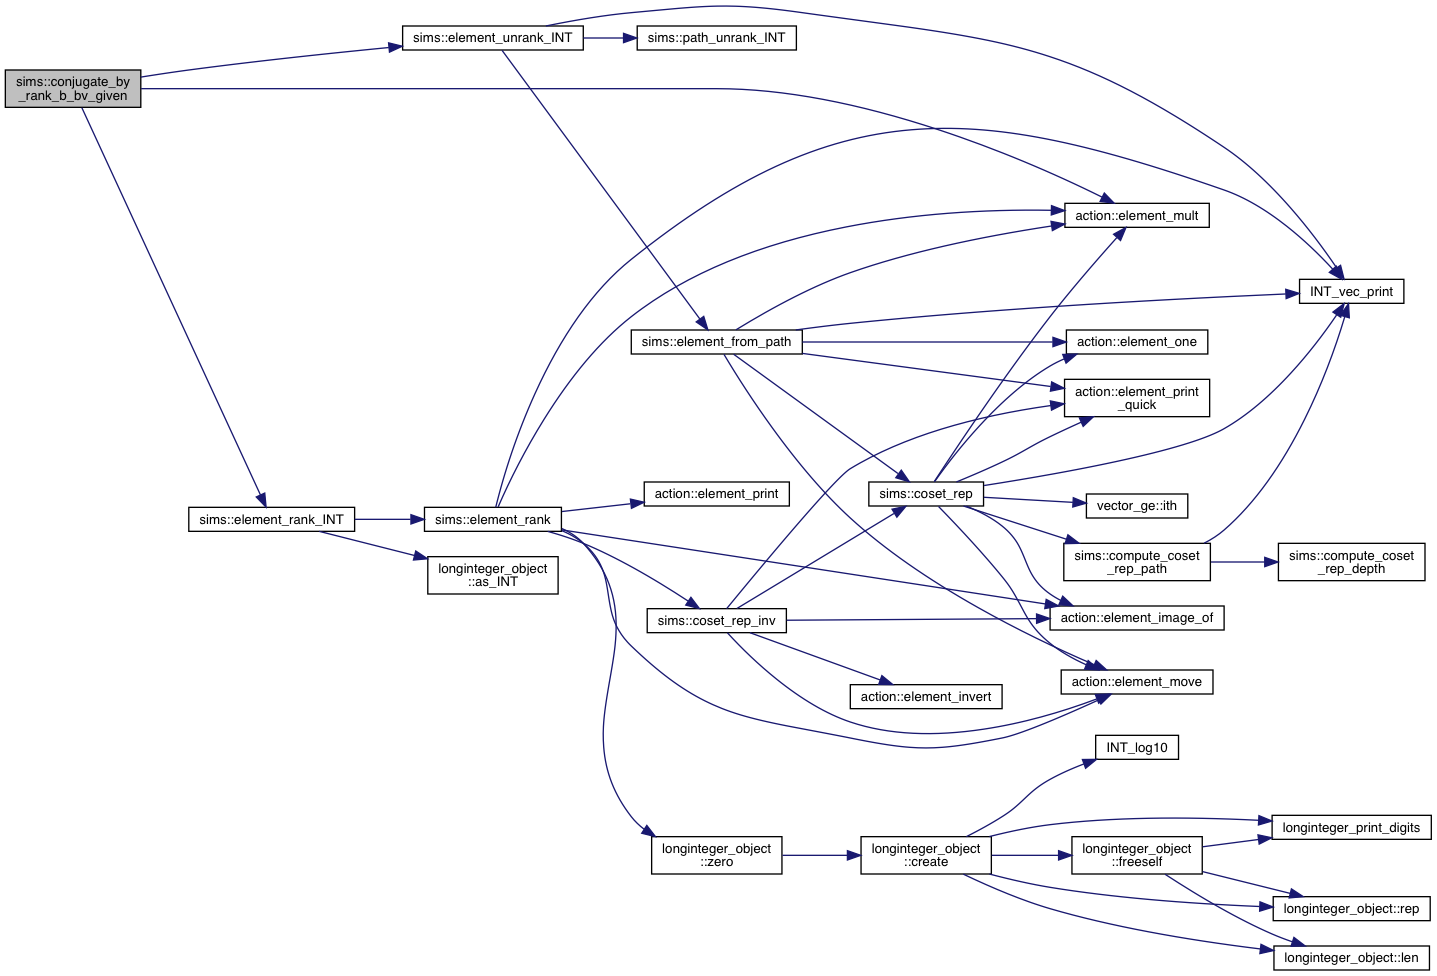 sims::conjugate_by
_rank_b_bv_given
sims::element_unrank_INT
sims::path_unrank_INT
action::element_mult
INT_vec_print
sims::element_from_path
action::element_one
action::element_print
_quick
sims::coset_rep
action::element_print
vector_ge::ith
sims::element_rank_INT
sims::element_rank
longinteger_object
::as_INT
sims::compute_coset
_rep_path
sims::compute_coset
_rep_depth
sims::coset_rep_inv
action::element_image_of
action::element_move
action::element_invert
INT_log10
longinteger_object
::zero
longinteger_object
::create
longinteger_object
::freeself
longinteger_print_digits
longinteger_object::rep
longinteger_object::len